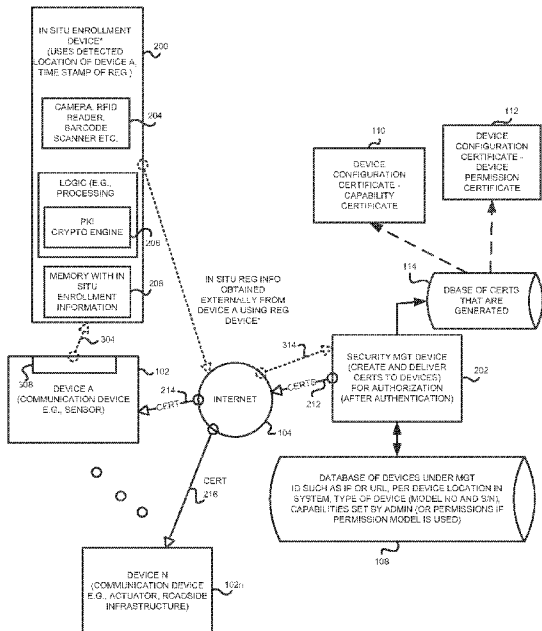 IN SITU ENROLLMENT
DEVICE*
(USES DETECTED
LOCATION OF DEVICE A,
TIME STAMP OF REG )
200
CAMERA, RFID
READER,
BARCODE
SCANNER ETC.
204
LOGIC (E.G.,
PROCESSING
PKI
CRYPTO ENGINE
206
MEMORY WITH IN
SITU
ENROLLMENT
INFORMATION
208
304
308
102
DEVICE A
(COMMUNICATION DEVICE
E.G., SENSOR)
214
CERT
IN SITU REG INFO
OBTAINED
EXTERNALLY FROM
DEVICE A USING REG
DEVICE*
INTERNET
104
314
CERTS
212
CERT
216
DEVICE N
(COMMUNICATION DEVICE
E.G., ACTUATOR, ROADSIDE
INFRASTRUCTURE)
102n
110
DEVICE
CONFIGURATION
CERTIFICATE -
CAPABILITY
CERTIFICATE
112
DEVICE
CONFIGURATION
CERTIFICATE -
DEVICE
PERMISSION
CERTIFICATE
114
DBASE OF CERTS
THAT ARE
GENERATED
SECURITY MGT DEVICE
(CREATE AND DELIVER
CERTS TO DEVICES)
FOR AUTHORIZATION
(AFTER AUTHENTICATION)
202
DATABASE OF DEVICES UNDER MGT
ID SUCH AS IP OR URL, PER DEVICE LOCATION IN
SYSTEM, TYPE OF DEVICE (MODEL NO AND S/N),
CAPABILITIES SET BY ADMIN (OR PERMISSIONS IF
PERMISSION MODEL IS USED)
108